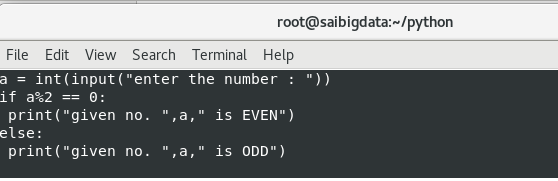 root@saibigdata:~/python
File Edit View Search Terminal Help
a = int(input("enter the number : "))
if a%2 == 0:
 print("given no. ",a," is EVEN")
else:
 print("given no. ",a," is ODD")